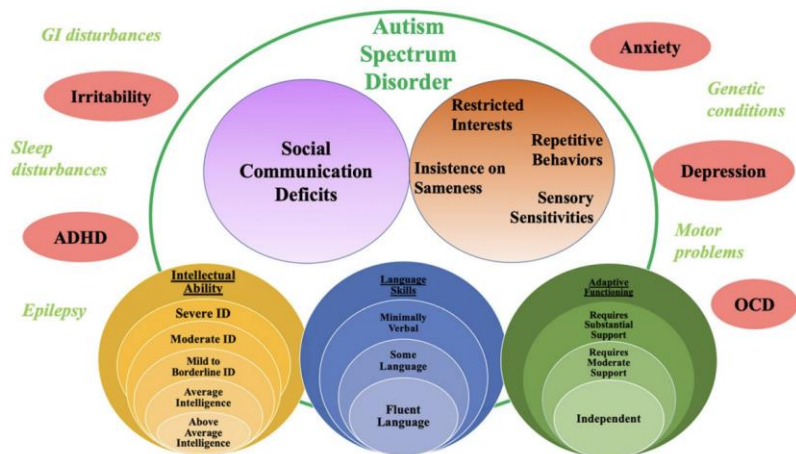 GI disturbances
Irritability
Sleep
disturbances
ADHD
Epilepsy
Autism
Spectrum
Disorder
Social
Communication
Deficits
Restricted
Interests
Repetitive
Behaviors
Insistence on
Sameness
Sensory
Sensitivities
Anxiety
Genetic
conditions
Depression
Motor
problems
OCD
Intellectual
Ability
Severe ID
Moderate ID
Mild to
Borderline ID
Average
Intelligence
Above
Average
Intelligence
Language
Skills
Minimally
Verbal
Some
Language
Fluent
Language
Adaptive
Functioning
Requires
Substantial
Support
Requires
Moderate
Support
Independent